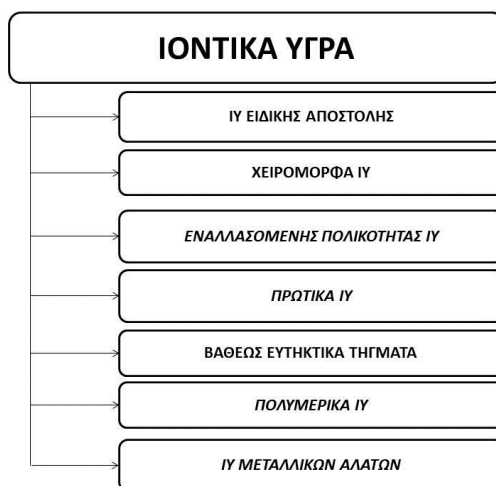 ΙΟΝΤΙΚΑ ΥΓΡΑ
ΙΥ ΕΙΔΙΚΗΣ ΑΠΟΣΤΟΛΗΣ
ΧΕΙΡΟΜΟΡΦΑ ΙΥ
ΕΝΑΛΛΑΣΟΜΕΝΗΣ ΠΟΛΙΚΟΤΗΤΑΣ ΙΥ
ΠΡΩΤΙΚΑ ΙΥ
ΒΑΘΕΩΣ ΕΥΤΗΚΤΙΚΑ ΤΗΓΜΑΤΑ
ΠΟΛΥΜΕΡΙΚΑ ΙΥ
ΙΥ ΜΕΤΑΛΛΙΚΩΝ ΑΛΑΤΩΝ